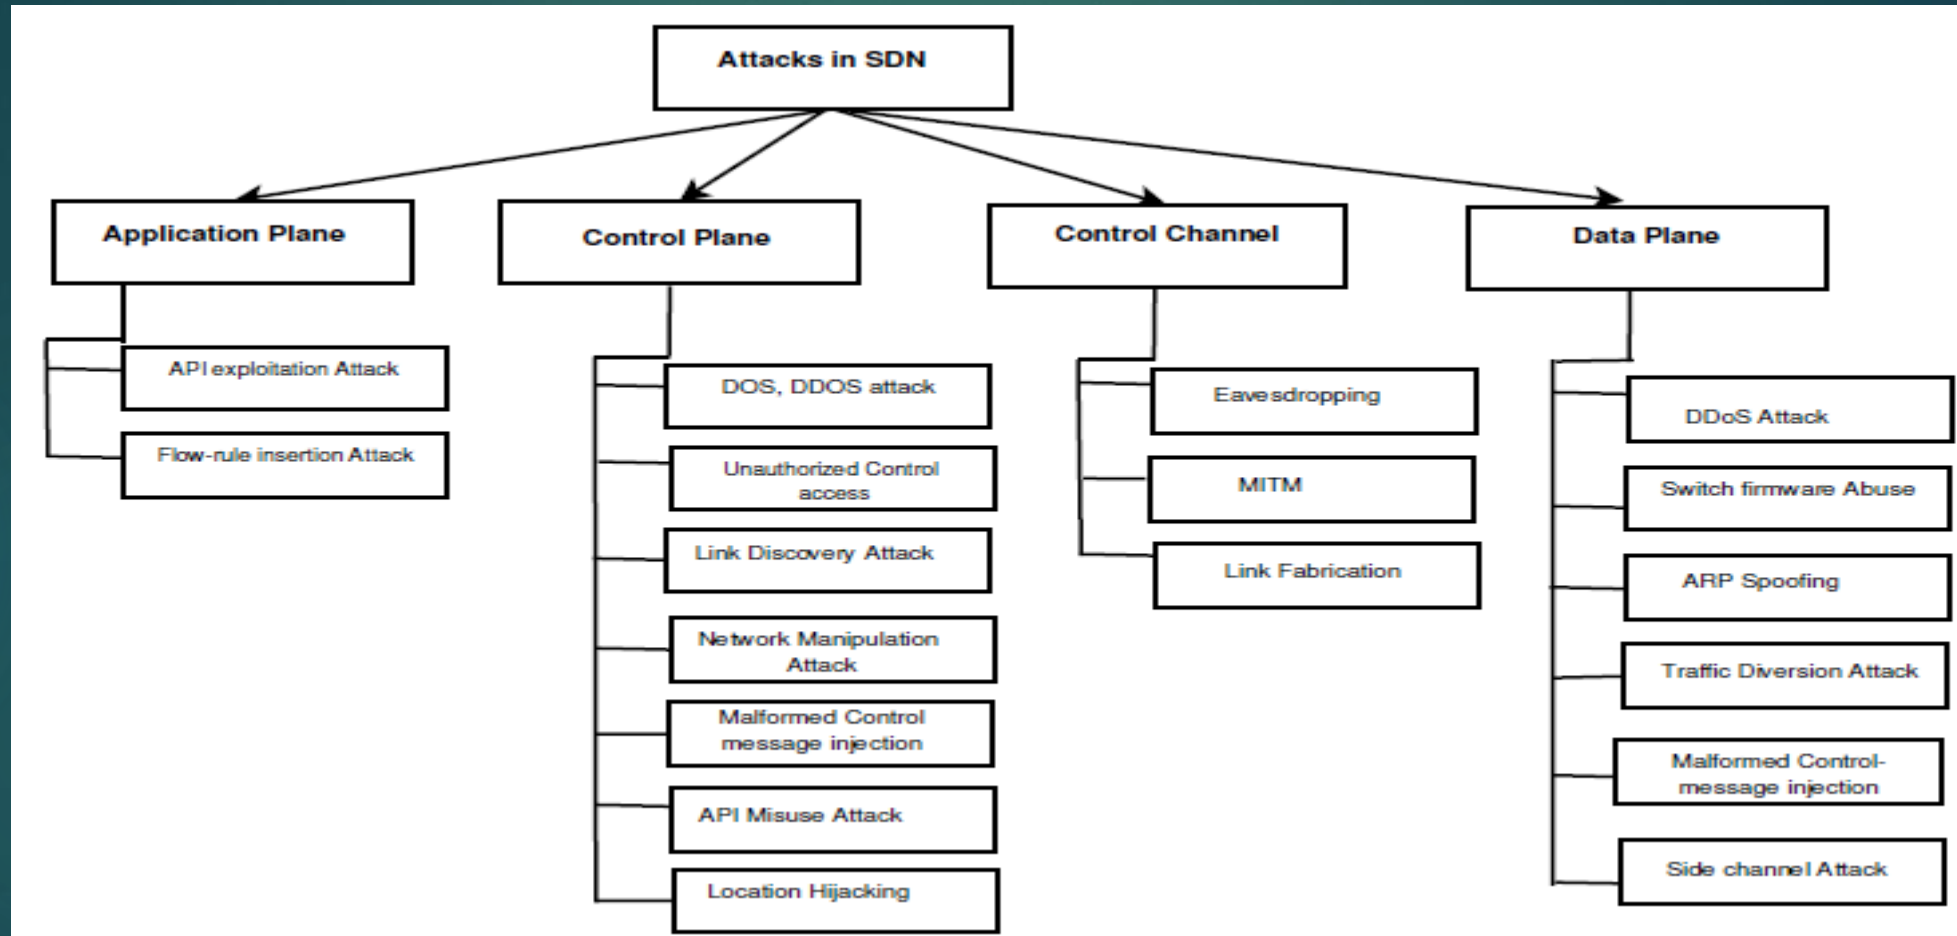 Attacks in SDN
Application Plane
Control Plane
Control Channel
Data Plane
API exploitation Attack
Flow-rule insertion Attack
DOS, DDOS attack
Unauthorized Control
access
Link Discovery Attack
Network Manipulation
Attack
Malformed Control
message injection
API Misuse Attack
Location Hijacking
Eavesdropping
MITM
Link Fabrication
DDoS Attack
Switch firmware Abuse
ARP Spoofing
Traffic Diversion Attack
Malformed Control-
message injection
Side channel Attack